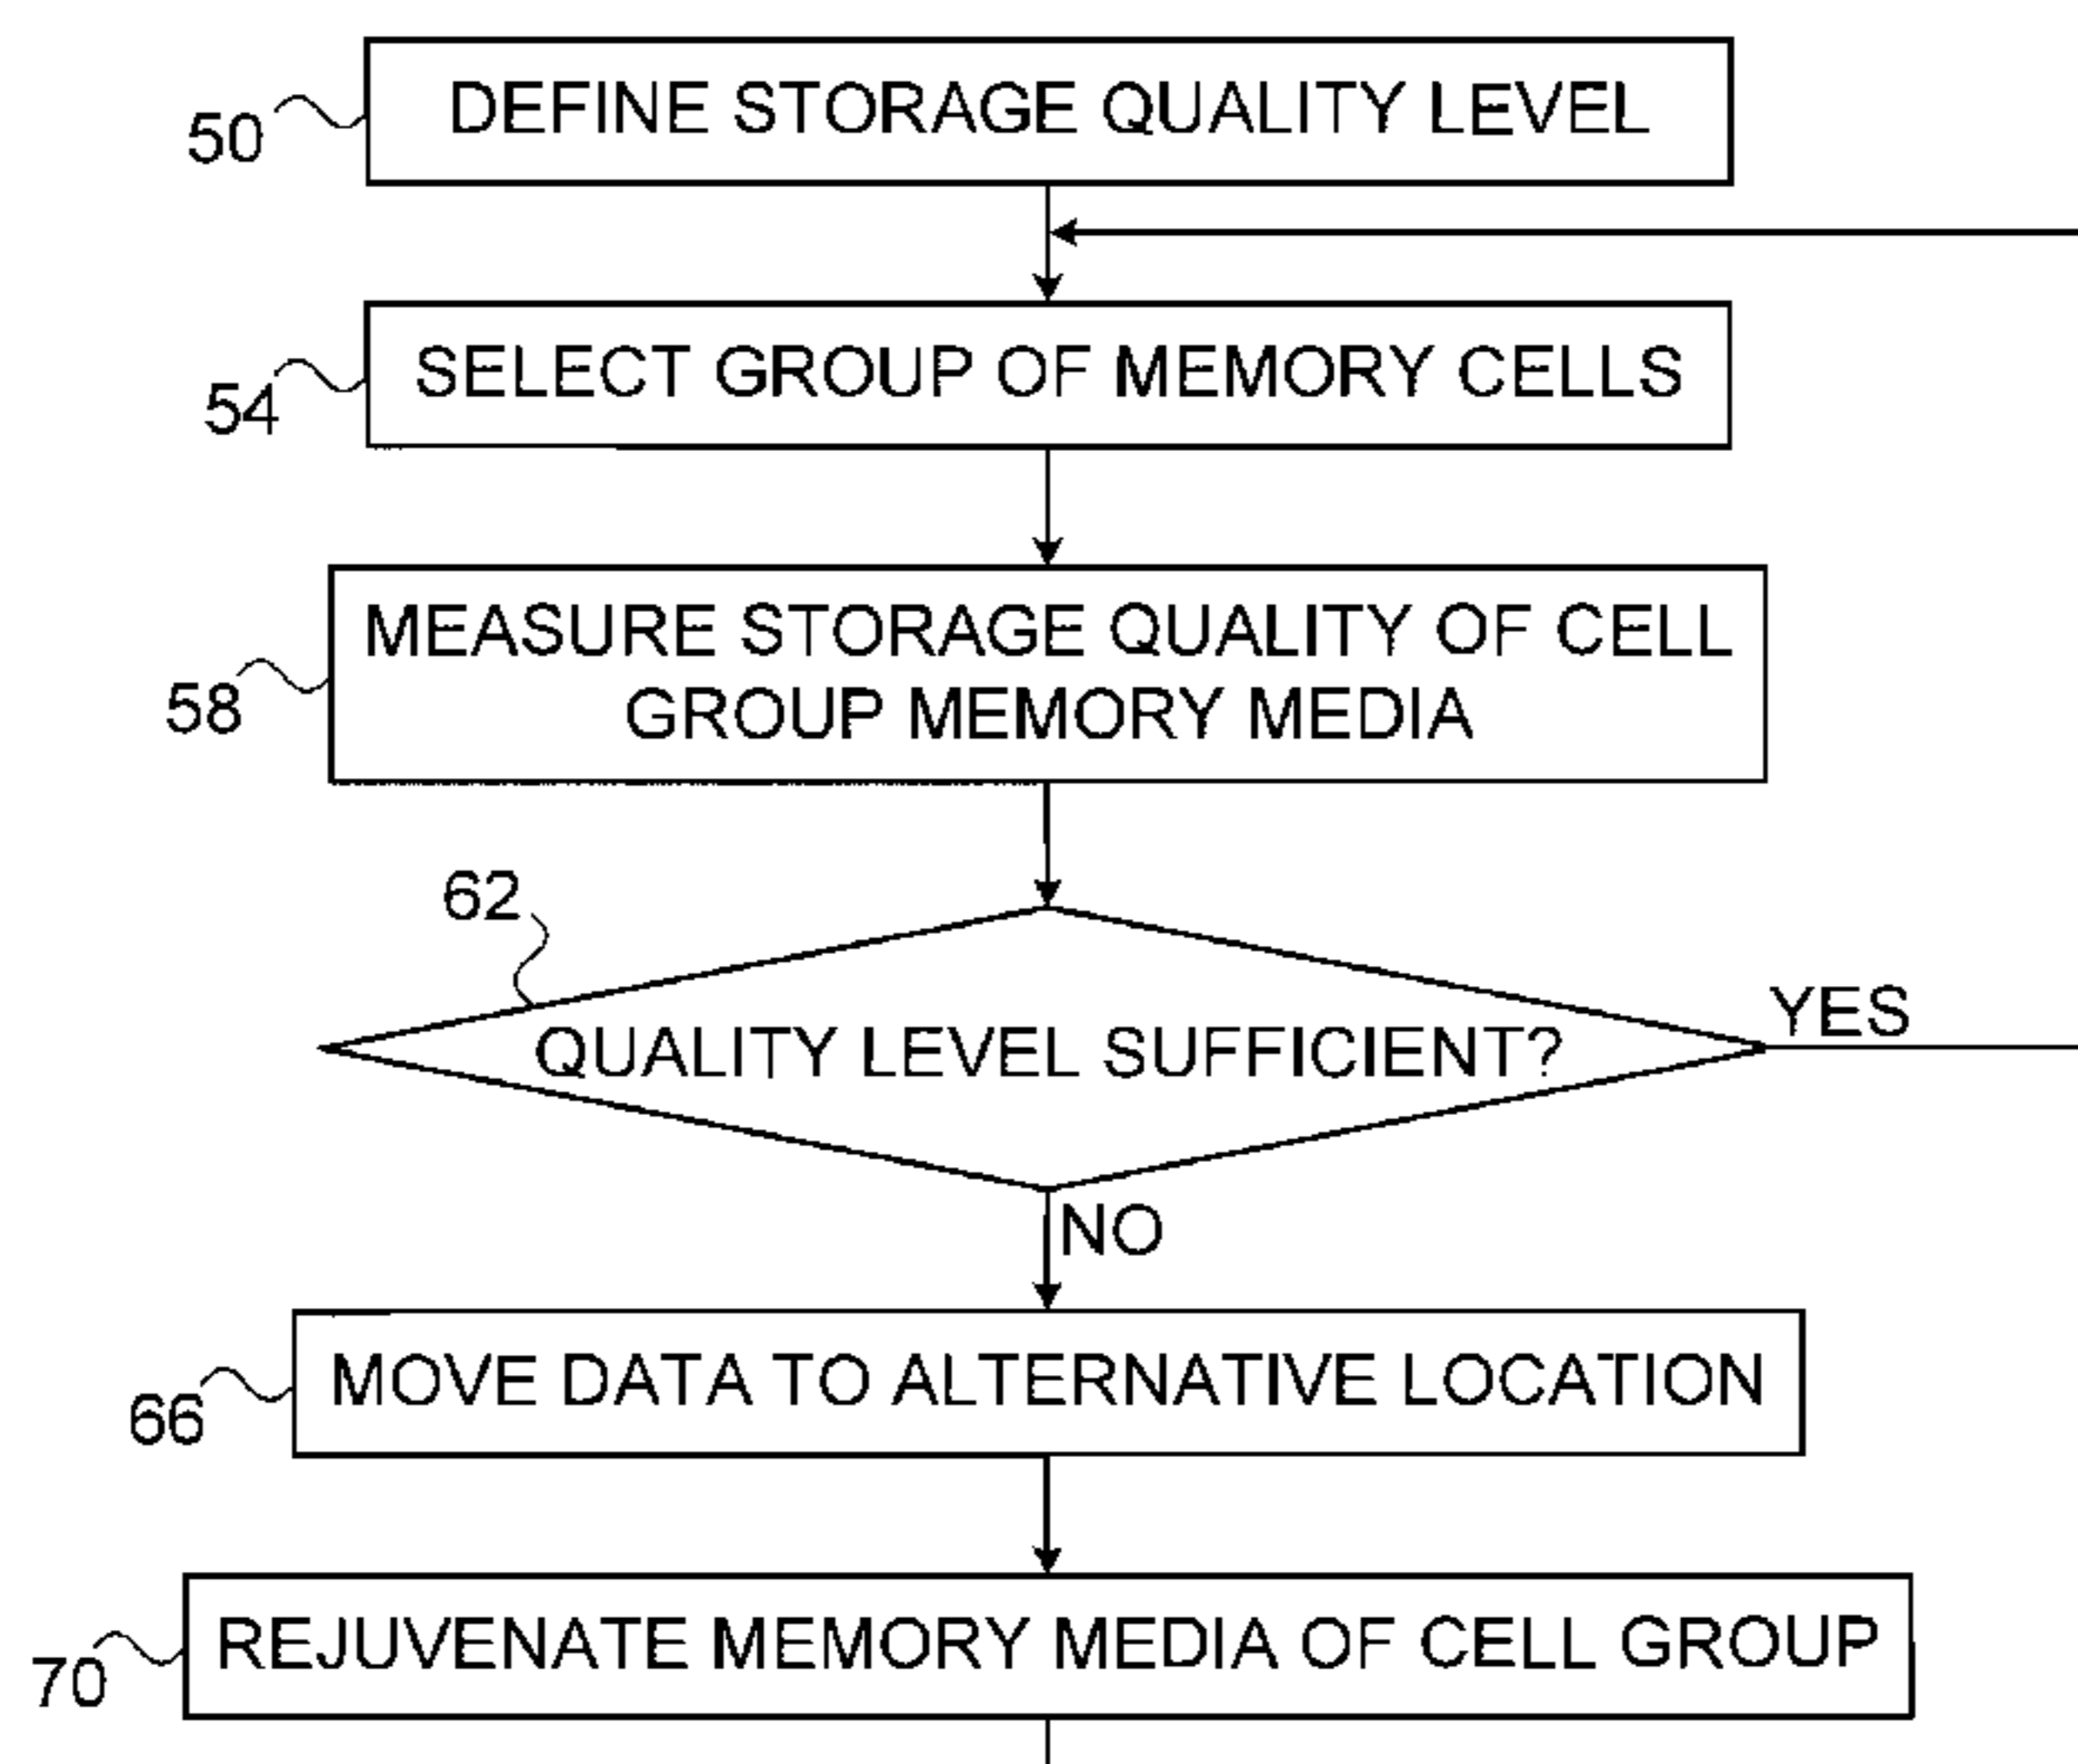 DEFINE STORAGE QUALITY LEVEL
50
SELECT GROUP OF MEMORY CELLS
54
MEASURE STORAGE QUALITY OF CELL
GROUP MEMORY MEDIA
58
62
QUALITY LEVEL SUFFICIENT?
YES
NO
MOVE DATA TO ALTERNATIVE LOCATION
66
REJUVENATE MEMORY MEDIA OF CELL GROUP
70